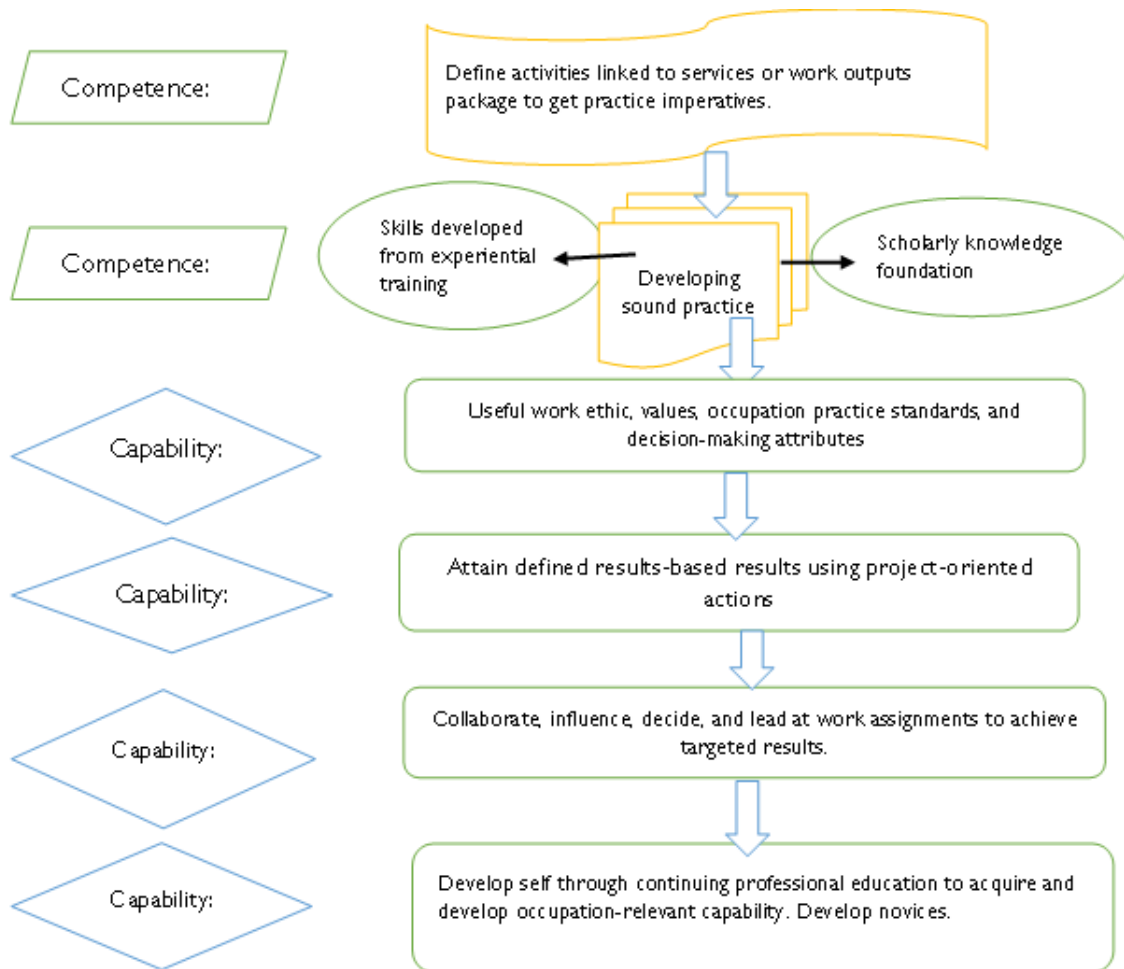 Competence:
Define activities linked to services or work outputs
package to get practice imperatives.
Competence:
Skills developed
from experiential
training
Developing
sound practice
Scholarly knowledge
foundation
Capability:
Useful work ethic, values, occupation practice standards, and
decision-making attributes
Capability:
Attain defined results-based results using project-oriented
actions
Capability:
Collaborate, influence, decide, and lead at work assignments to achieve
targeted results.
Capability:
Develop self through continuing professional education to acquire and
develop occupation-relevant capability. Develop novices.